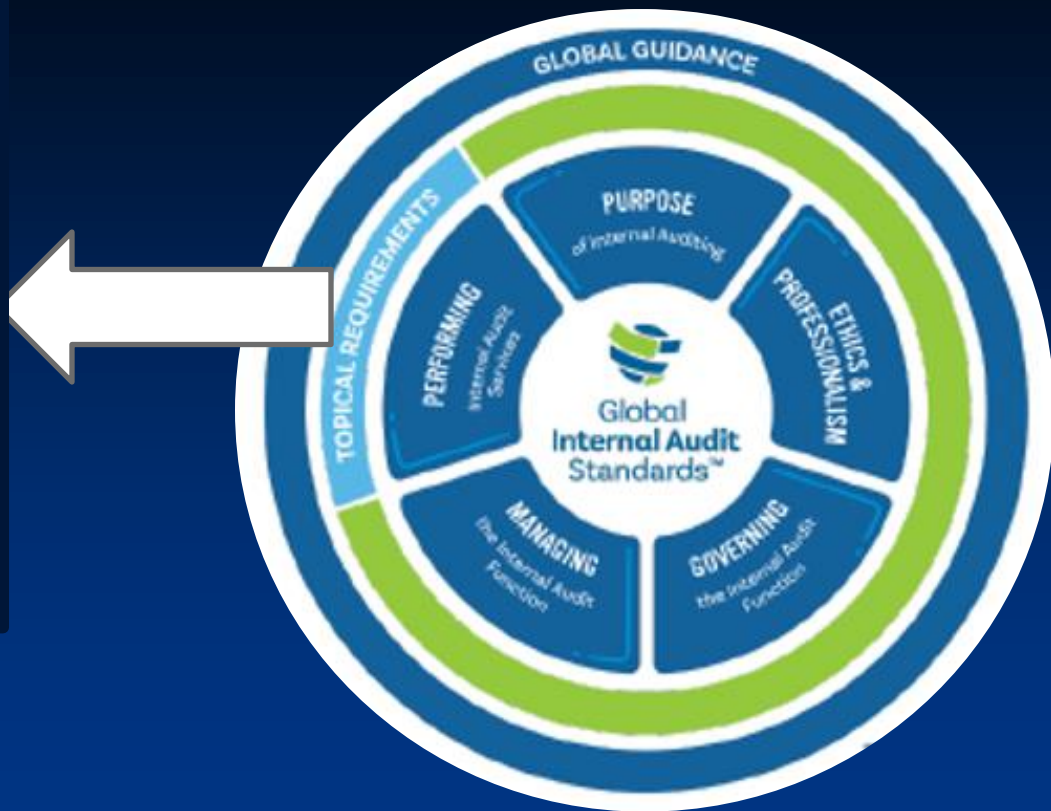 GLOBAL GUIDANCE
TOPICAL REQUIREMENTS
PURPOSE
of Internal Auditing
ETHICS &
PROFESSIONALISM
GOVERNING
the Internal Audit
Function
MANAGING
the Internal Audit
Function
PERFORMING
Internal Audit
Services
Global
Internal Audit
Standards™